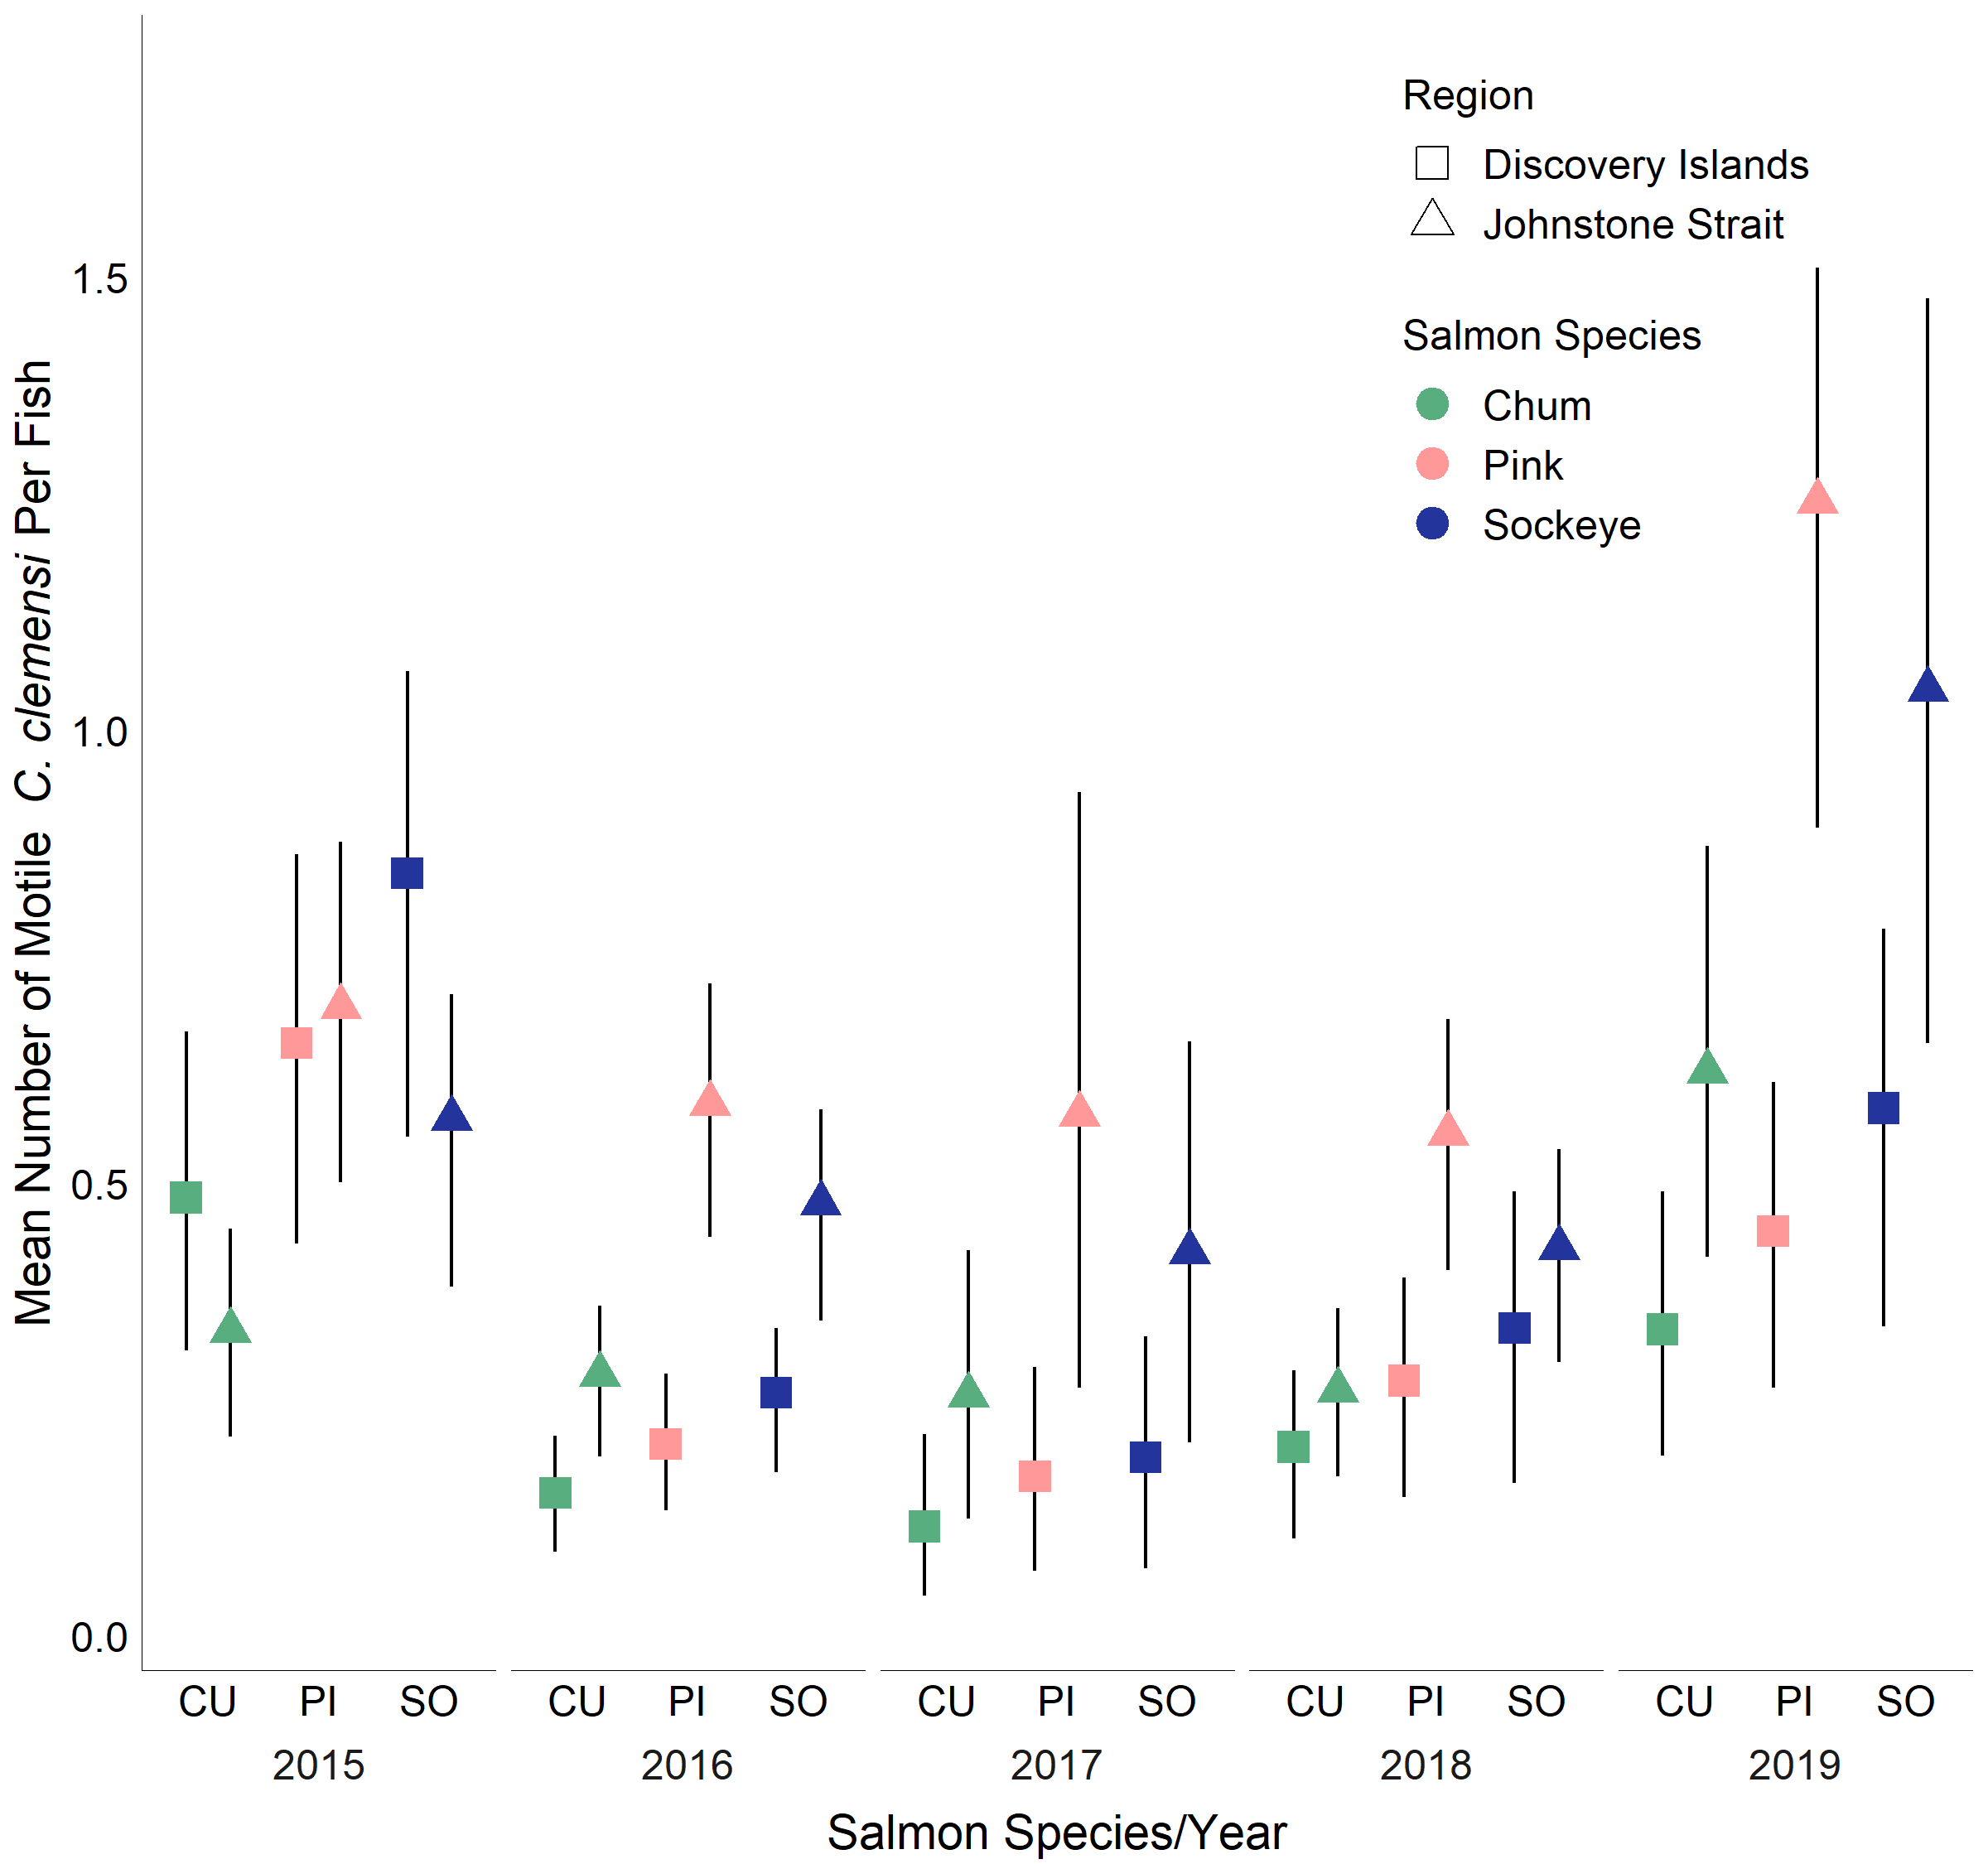 Region
Discovery Islands
Johnstone Strait
Salmon Species
Chum
Pink
Sockeye
Mean Number of Motile C. clemensi Per Fish
1.5
1.0
0.5
0.0
CU PI SO CU PI SO CU PI SO CU PI SO CU PI SO
2015 2016 2017 2018 2019
Salmon Species/Year